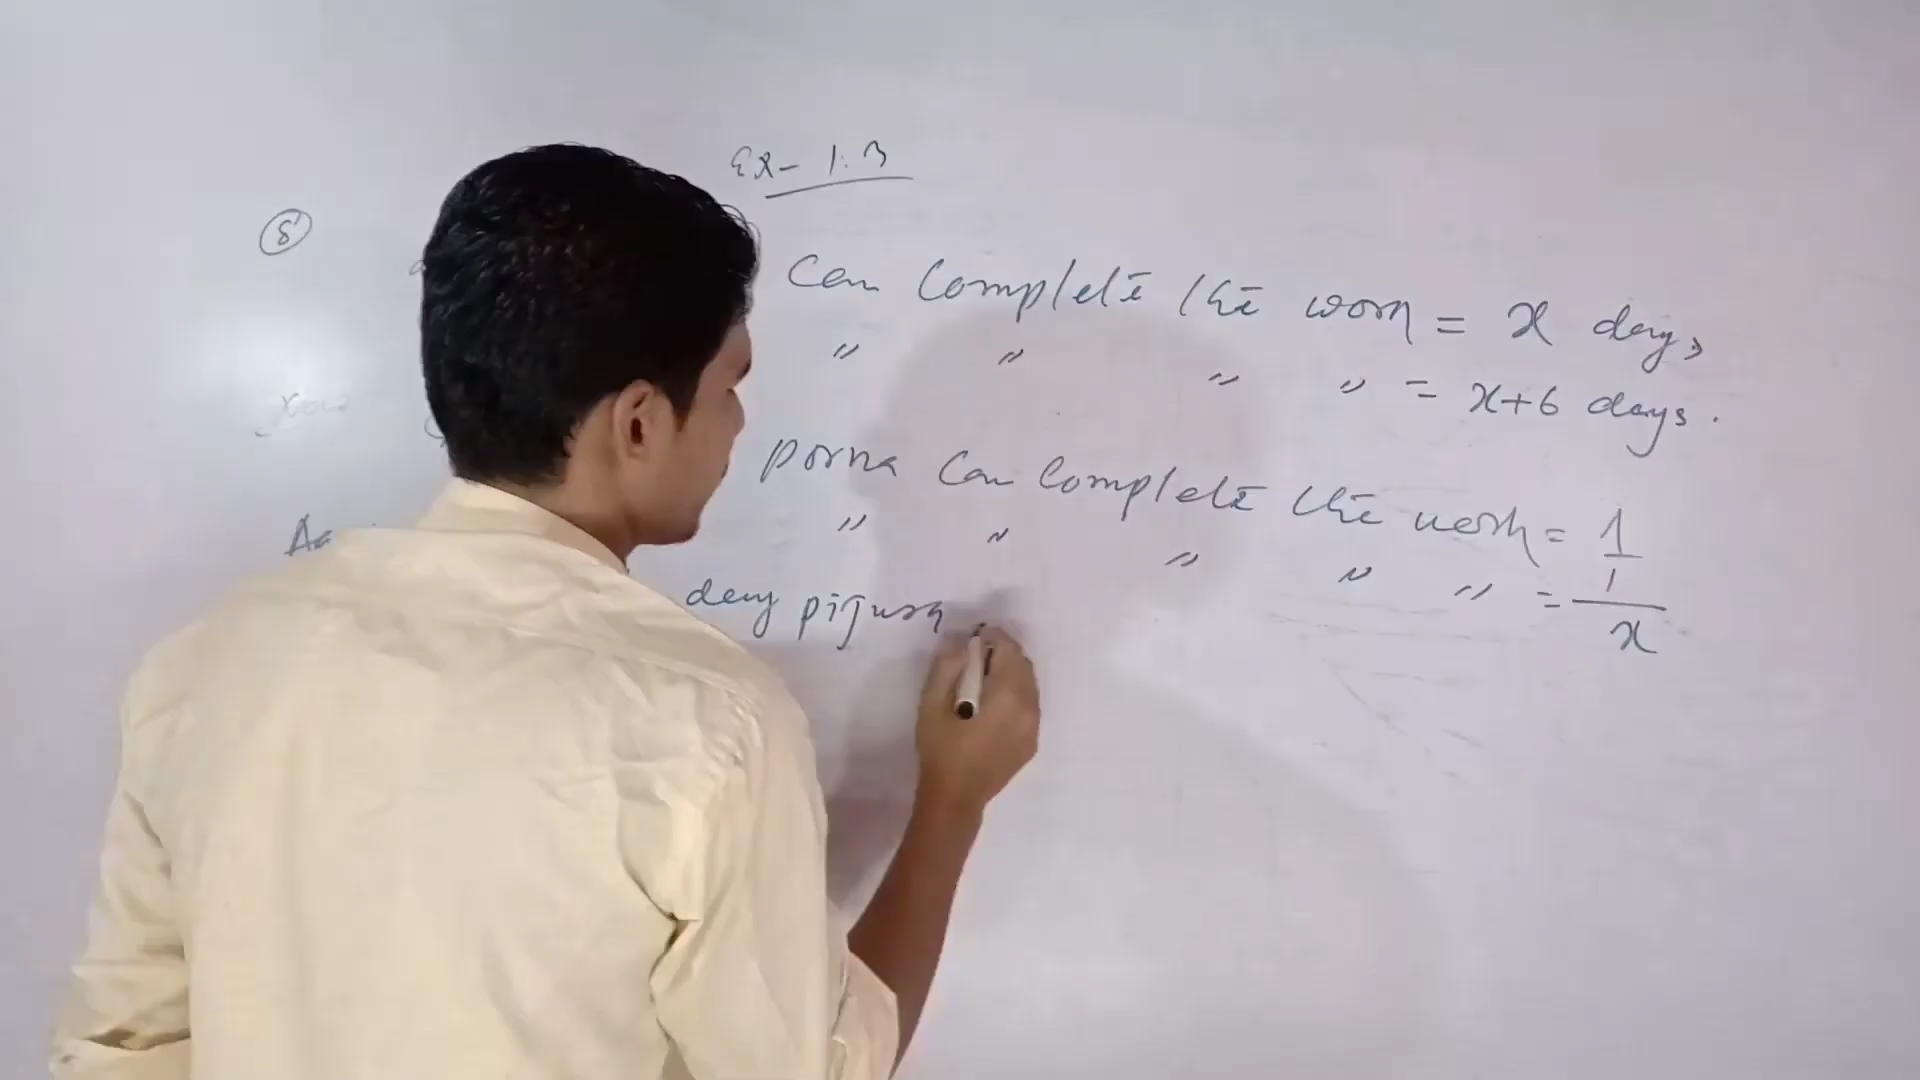 Ex- 1.3
8
can complete the work = x days
" " " " = x+6 days.
porna can complete the work = 1
" " " " " = 1/x
day pijush